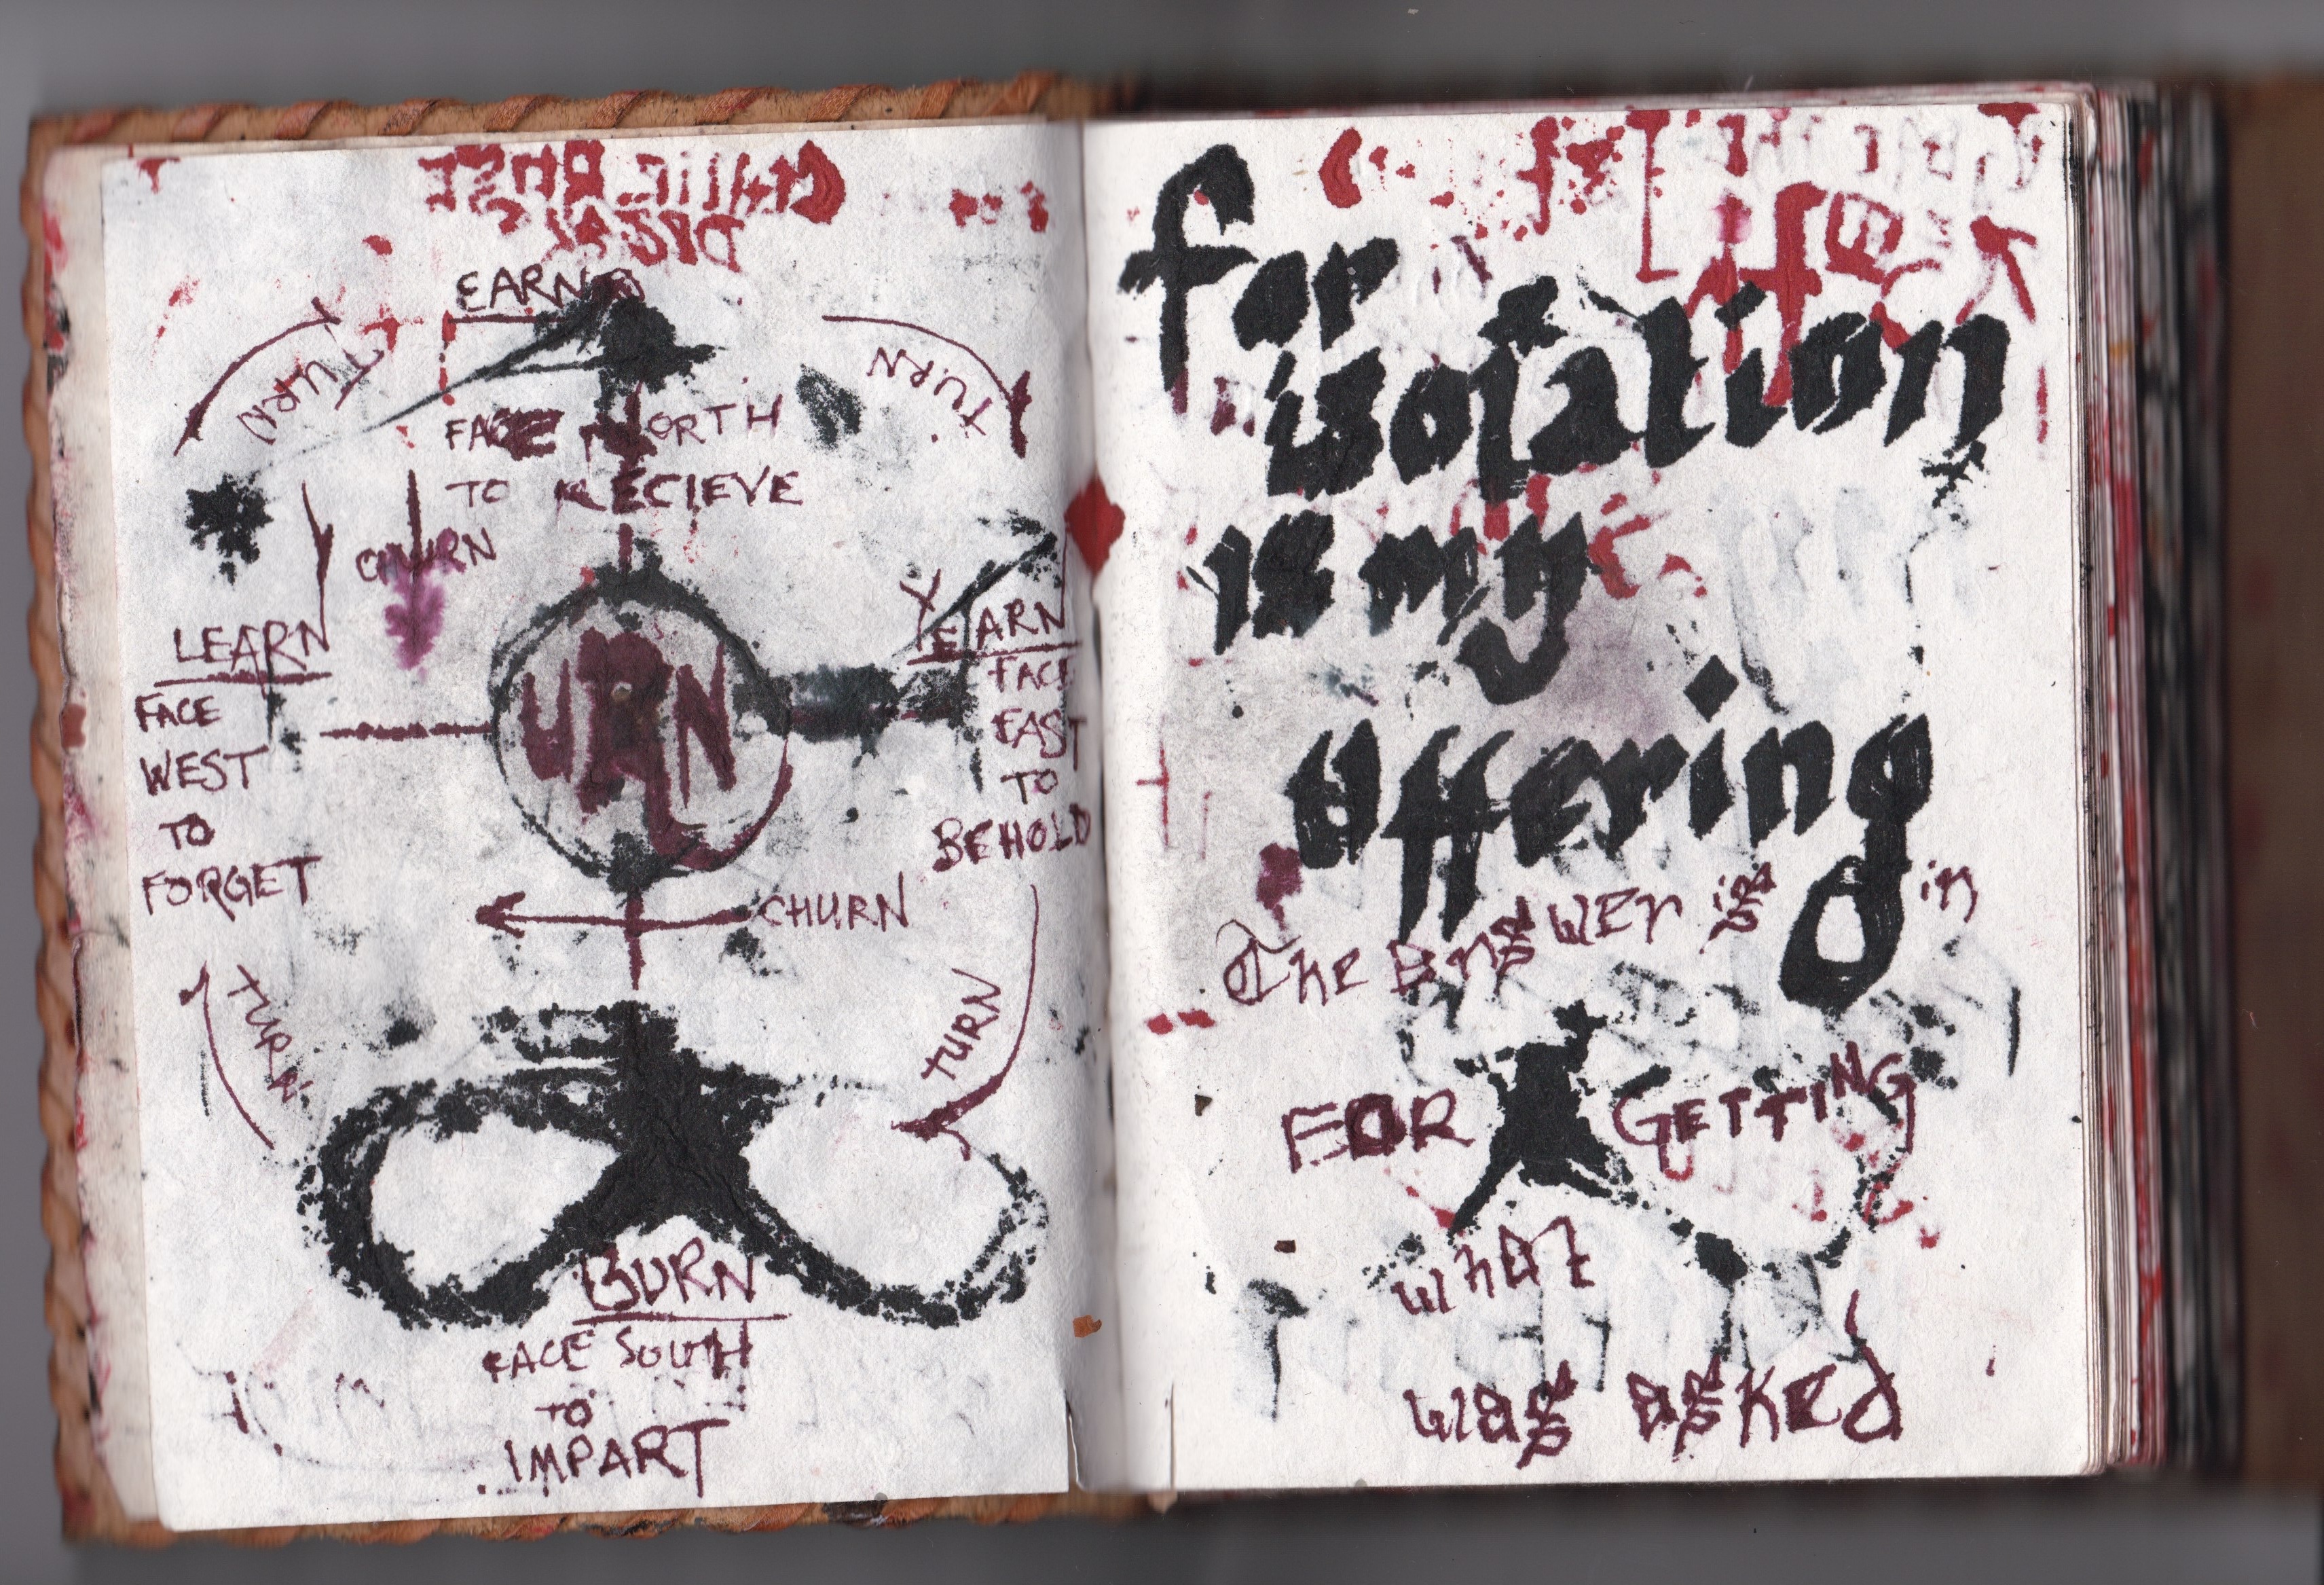 EARN
TURN
TURN
FACE NORTH
TO RECIEVE
CHURN
LEARN
FACE
WEST
TO
FORGET
URN
YEARN
FACE
EAST
TO
BEHOLD
CHURN
TURN
TURN
BURN
FACE SOUTH
TO
IMPART
for
isolation
is my
offering
The answer is in
FOR GETTING
what
was asked